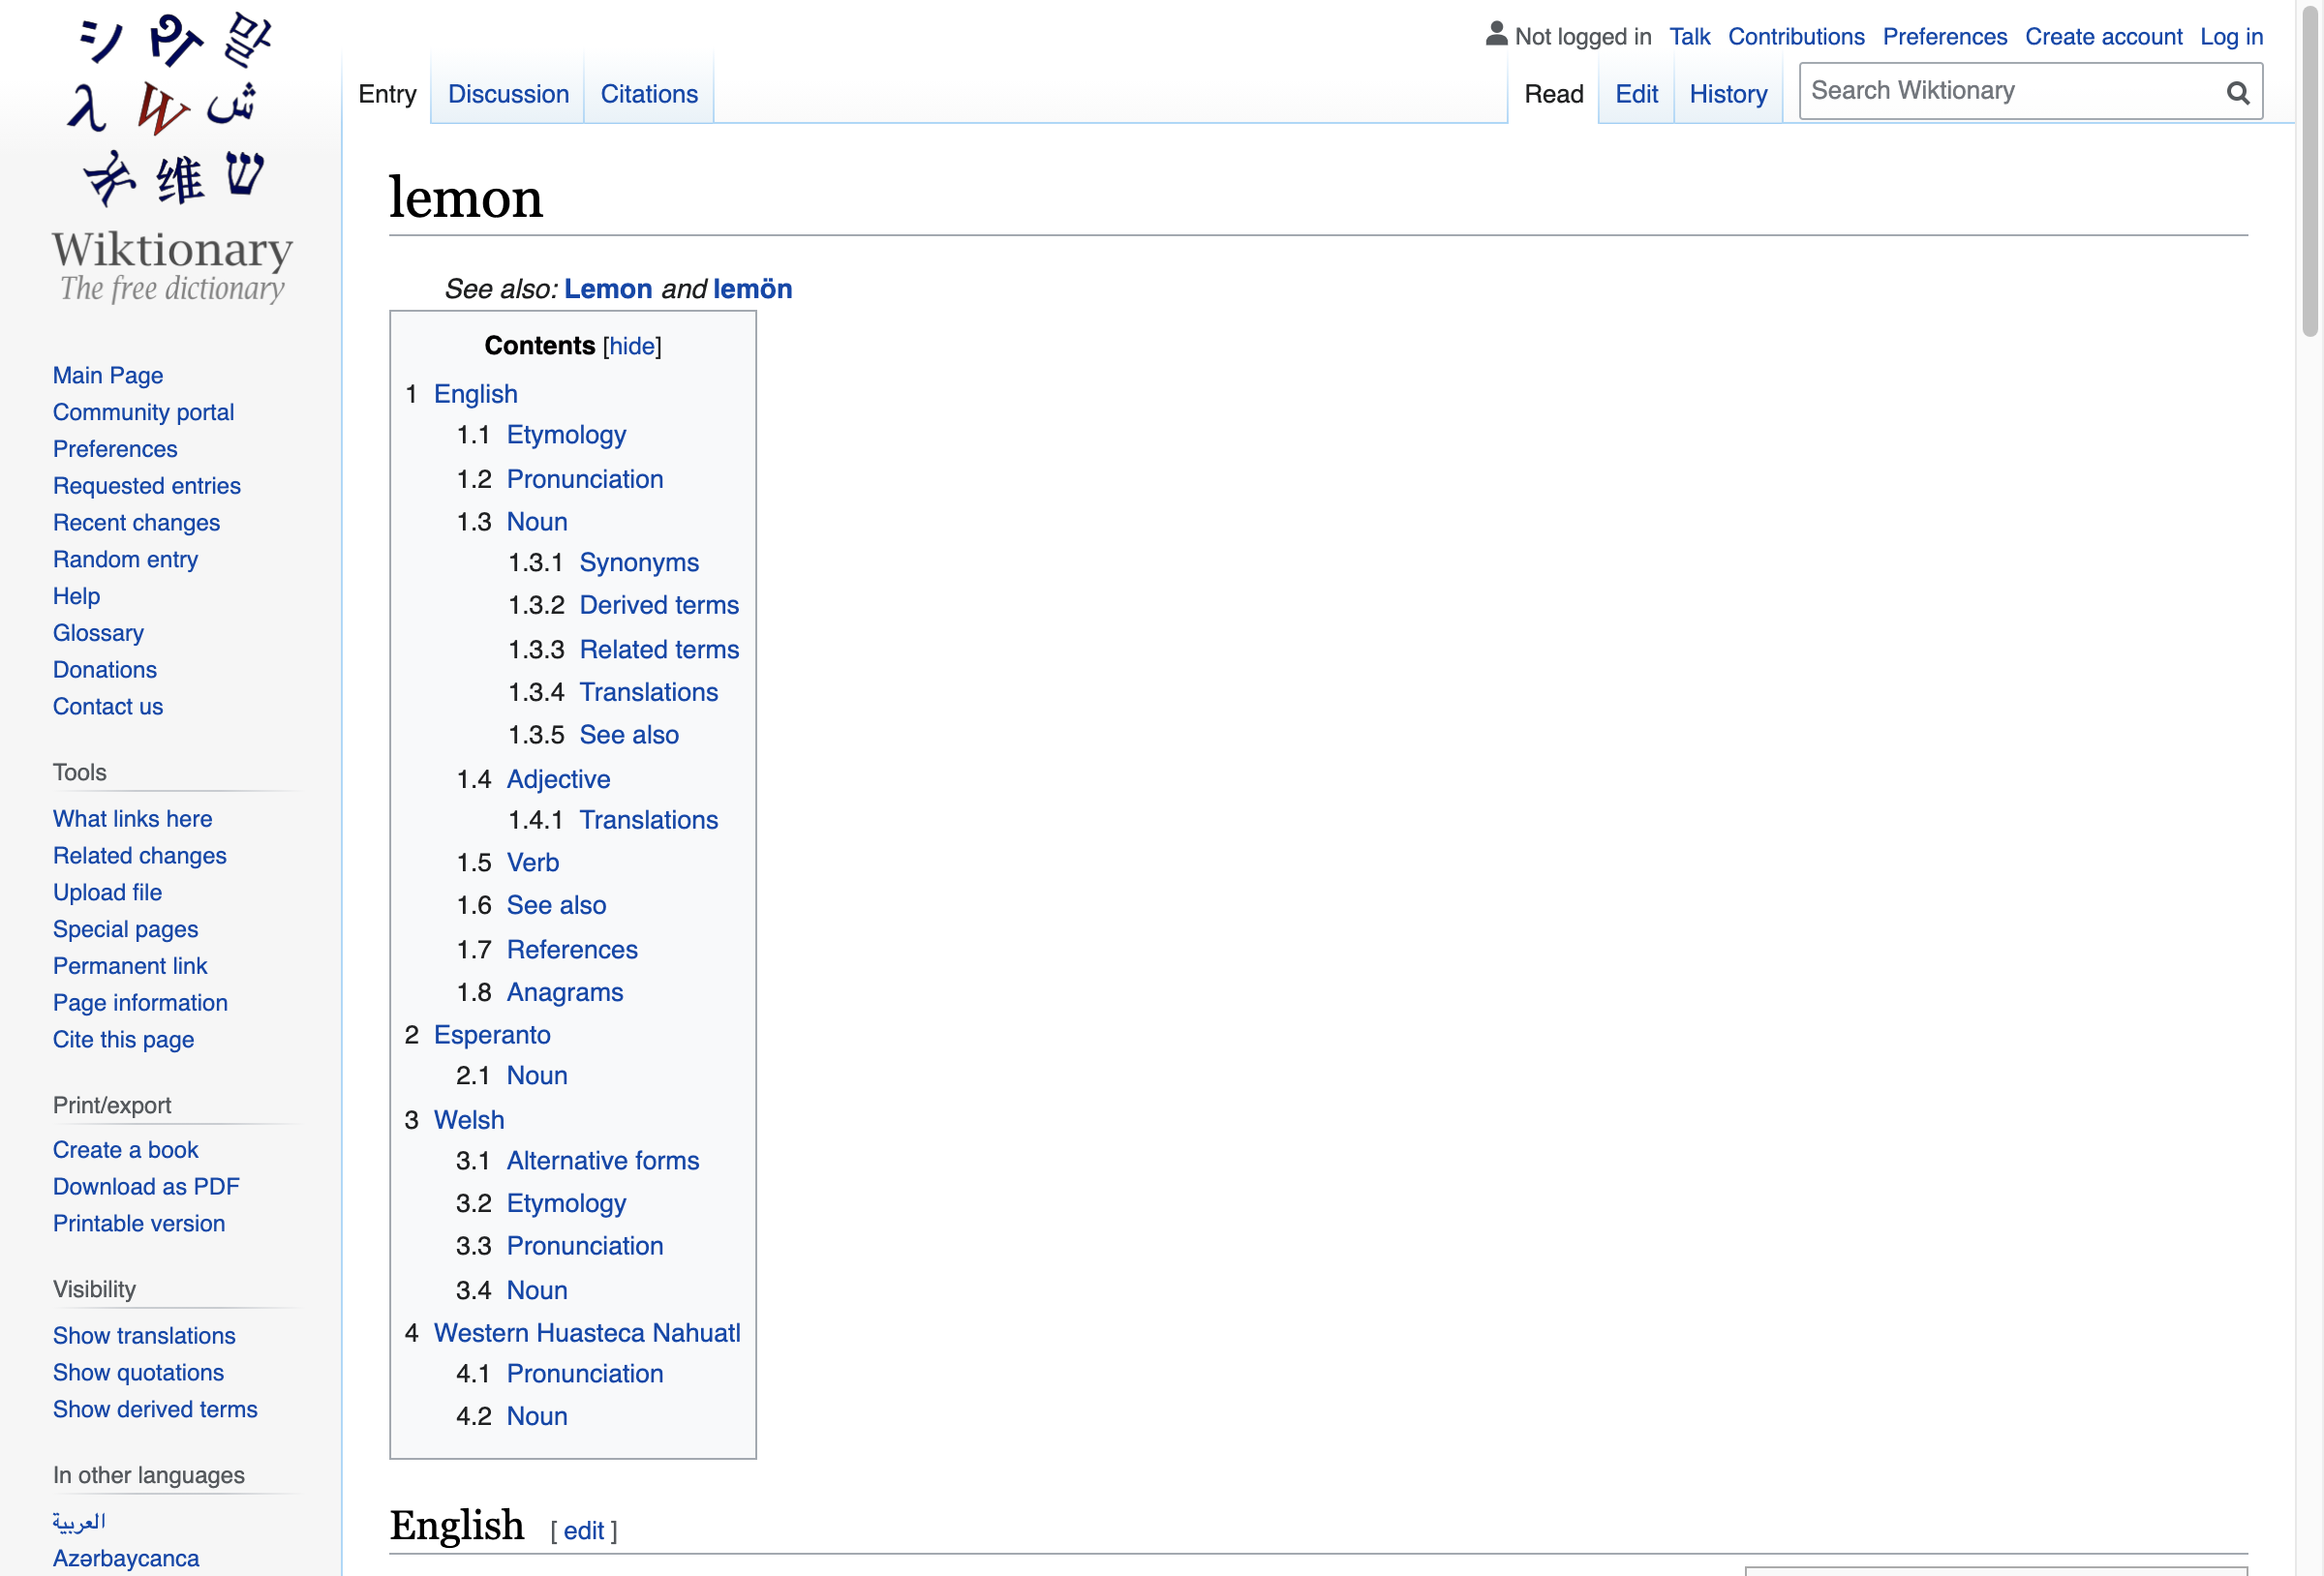 シ や 말
λ W ش
维 ש
Wiktionary
The free dictionary
Main Page
Community portal
Preferences
Requested entries
Recent changes
Random entry
Help
Glossary
Donations
Contact us
Tools
What links here
Related changes
Upload file
Special pages
Permanent link
Page information
Cite this page
Print/export
Create a book
Download as PDF
Printable version
Visibility
Show translations
Show quotations
Show derived terms
In other languages
العربية
Azərbaycanca
Not logged in Talk Contributions Preferences Create account Log in
Entry Discussion Citations Read Edit History Search Wiktionary
lemon
See also: Lemon and lemön
Contents [hide]
1 English
1.1 Etymology
1.2 Pronunciation
1.3 Noun
1.3.1 Synonyms
1.3.2 Derived terms
1.3.3 Related terms
1.3.4 Translations
1.3.5 See also
1.4 Adjective
1.4.1 Translations
1.5 Verb
1.6 See also
1.7 References
1.8 Anagrams
2 Esperanto
2.1 Noun
3 Welsh
3.1 Alternative forms
3.2 Etymology
3.3 Pronunciation
3.4 Noun
4 Western Huasteca Nahuatl
4.1 Pronunciation
4.2 Noun
English [ edit ]